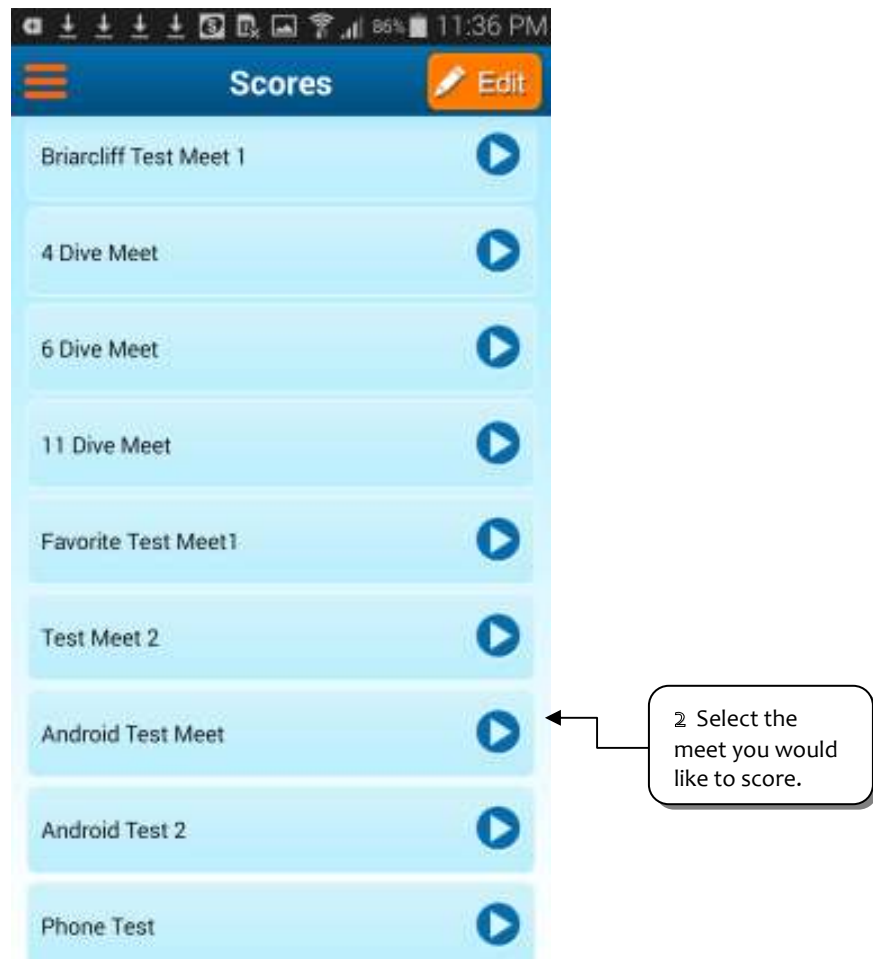 86% 11:36 PM
Scores Edit
Briarcliff Test Meet 1
4 Dive Meet
6 Dive Meet
11 Dive Meet
Favorite Test Meet1
Test Meet 2
Android Test Meet
2 Select the
meet you would
like to score.
Android Test 2
Phone Test